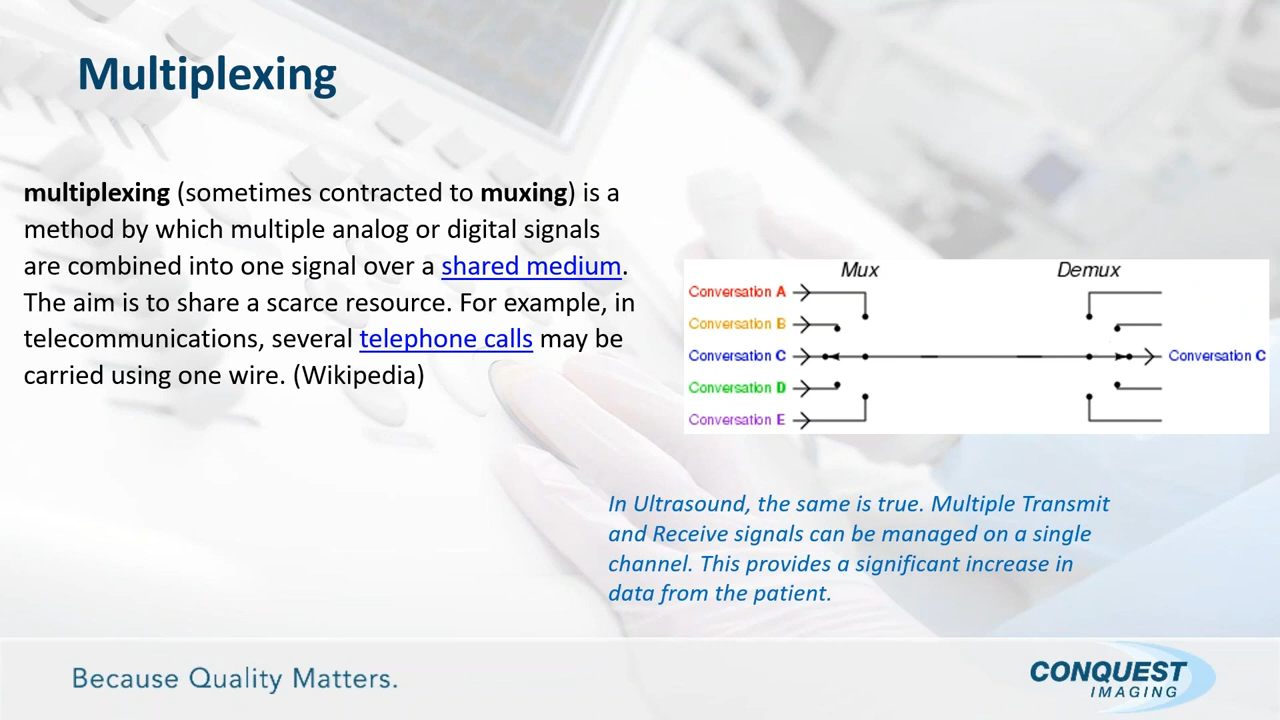 Multiplexing
multiplexing (sometimes contracted to muxing) is a
method by which multiple analog or digital signals
are combined into one signal over a shared medium.
The aim is to share a scarce resource. For example, in
telecommunications, several telephone calls may be
carried using one wire. (Wikipedia)
Mux Demux
Conversation A
Conversation B
Conversation C Conversation C
Conversation D
Conversation E
In Ultrasound, the same is true. Multiple Transmit
and Receive signals can be managed on a single
channel. This provides a significant increase in
data from the patient.
Because Quality Matters.
CONQUEST
IMAGING